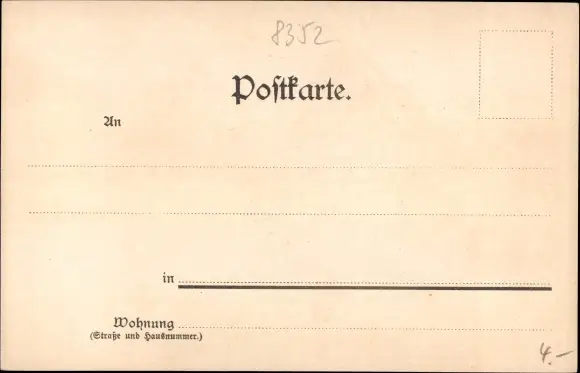 8352
Postkarte.
An
in
Wohnung
(Straße und Hausnummer.)
4.–